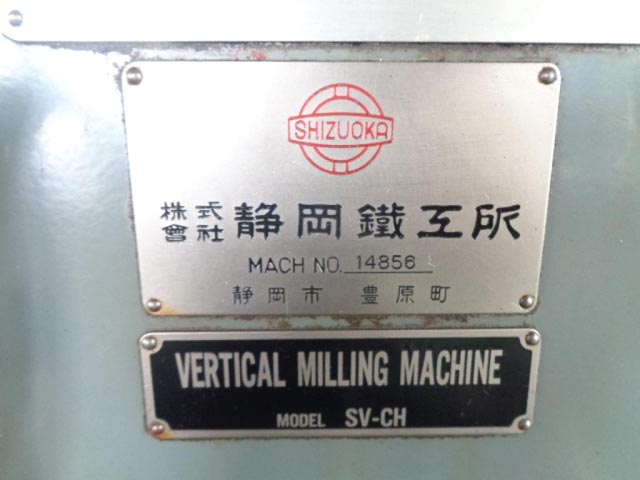 SHIZUOKA
株式會社 静岡鐵工所
MACH NO. 14856
静岡市 豊原町
VERTICAL MILLING MACHINE
MODEL SV-CH